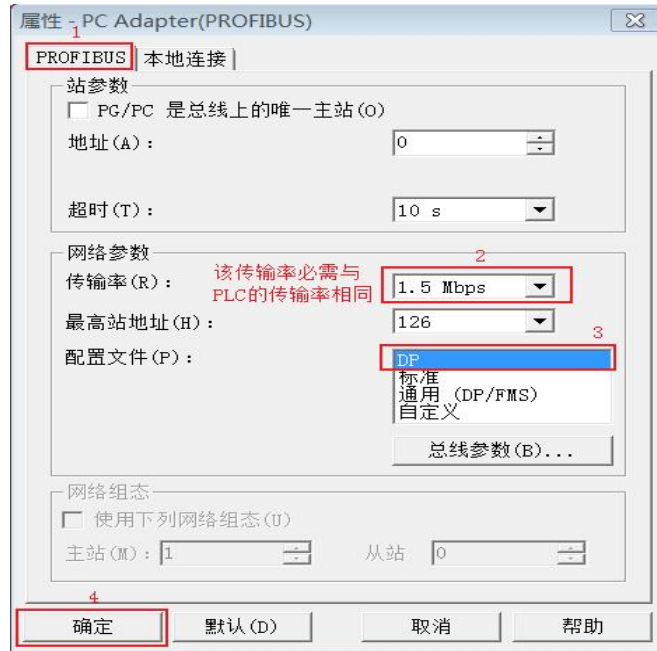 属性 - PC Adapter(PROFIBUS)
1
PROFIBUS 本地连接
站参数
PG/PC 是总线上的唯一主站(O)
地址(A): 0
超时(T): 10 s
网络参数
2
传输率(R): 该传输率必需与 1.5 Mbps
PLC的传输率相同
最高站地址(H): 126
3
配置文件(P): DP
标准
通用 (DP/FMS)
自定义
总线参数(B)...
网络组态
使用下列网络组态(U)
主站(M): 1 从站 0
4
确定 默认(D) 取消 帮助